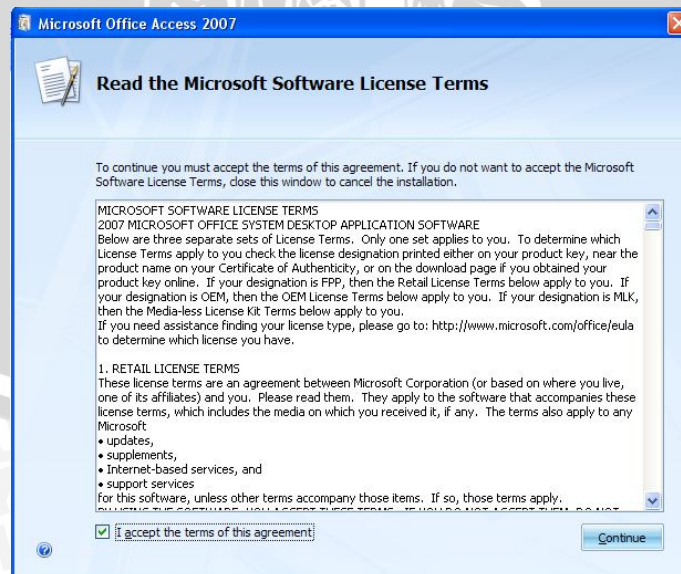 Microsoft Office Access 2007
Read the Microsoft Software License Terms
To continue you must accept the terms of this agreement. If you do not want to accept the Microsoft
Software License Terms, close this window to cancel the installation.
MICROSOFT SOFTWARE LICENSE TERMS
2007 MICROSOFT OFFICE SYSTEM DESKTOP APPLICATION SOFTWARE
Below are three separate sets of License Terms. Only one set applies to you. To determine which
License Terms apply to you check the license designation printed either on your product key, near the
product name on your Certificate of Authenticity, or on the download page if you obtained your
product key online. If your designation is FPP, then the Retail License Terms below apply to you. If
your designation is OEM, then the OEM License Terms below apply to you. If your designation is MLK,
then the Media-less License Kit Terms below apply to you.
If you need assistance finding your license type, please go to: http://www.microsoft.com/office/eula
to determine which license you have.
1. RETAIL LICENSE TERMS
These license terms are an agreement between Microsoft Corporation (or based on where you live,
one of its affiliates) and you. Please read them. They apply to the software that accompanies these
license terms, which includes the media on which you received it, if any. The terms also apply to any
Microsoft
• updates,
• supplements,
• Internet-based services, and
• support services
for this software, unless other terms accompany those items. If so, those terms apply.
I accept the terms of this agreement
Continue